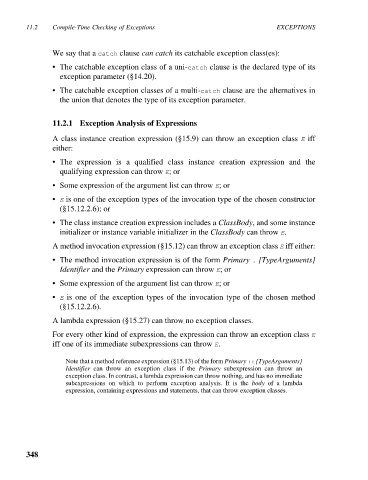 11.2 Compile-Time Checking of Exceptions EXCEPTIONS
We say that a catch clause can catch its catchable exception class(es):
• The catchable exception class of a uni-catch clause is the declared type of its
exception parameter (§14.20).
• The catchable exception classes of a multi-catch clause are the alternatives in
the union that denotes the type of its exception parameter.
11.2.1 Exception Analysis of Expressions
A class instance creation expression (§15.9) can throw an exception class E iff
either:
• The expression is a qualified class instance creation expression and the
qualifying expression can throw E; or
• Some expression of the argument list can throw E; or
• E is one of the exception types of the invocation type of the chosen constructor
(§15.12.2.6); or
• The class instance creation expression includes a ClassBody, and some instance
initializer or instance variable initializer in the ClassBody can throw E.
A method invocation expression (§15.12) can throw an exception class E iff either:
• The method invocation expression is of the form Primary . [TypeArguments]
Identifier and the Primary expression can throw E; or
• Some expression of the argument list can throw E; or
• E is one of the exception types of the invocation type of the chosen method
(§15.12.2.6).
A lambda expression (§15.27) can throw no exception classes.
For every other kind of expression, the expression can throw an exception class E
iff one of its immediate subexpressions can throw E.
Note that a method reference expression (§15.13) of the form Primary :: [TypeArguments]
Identifier can throw an exception class if the Primary subexpression can throw an
exception class. In contrast, a lambda expression can throw nothing, and has no immediate
subexpressions on which to perform exception analysis. It is the body of a lambda
expression, containing expressions and statements, that can throw exception classes.
348